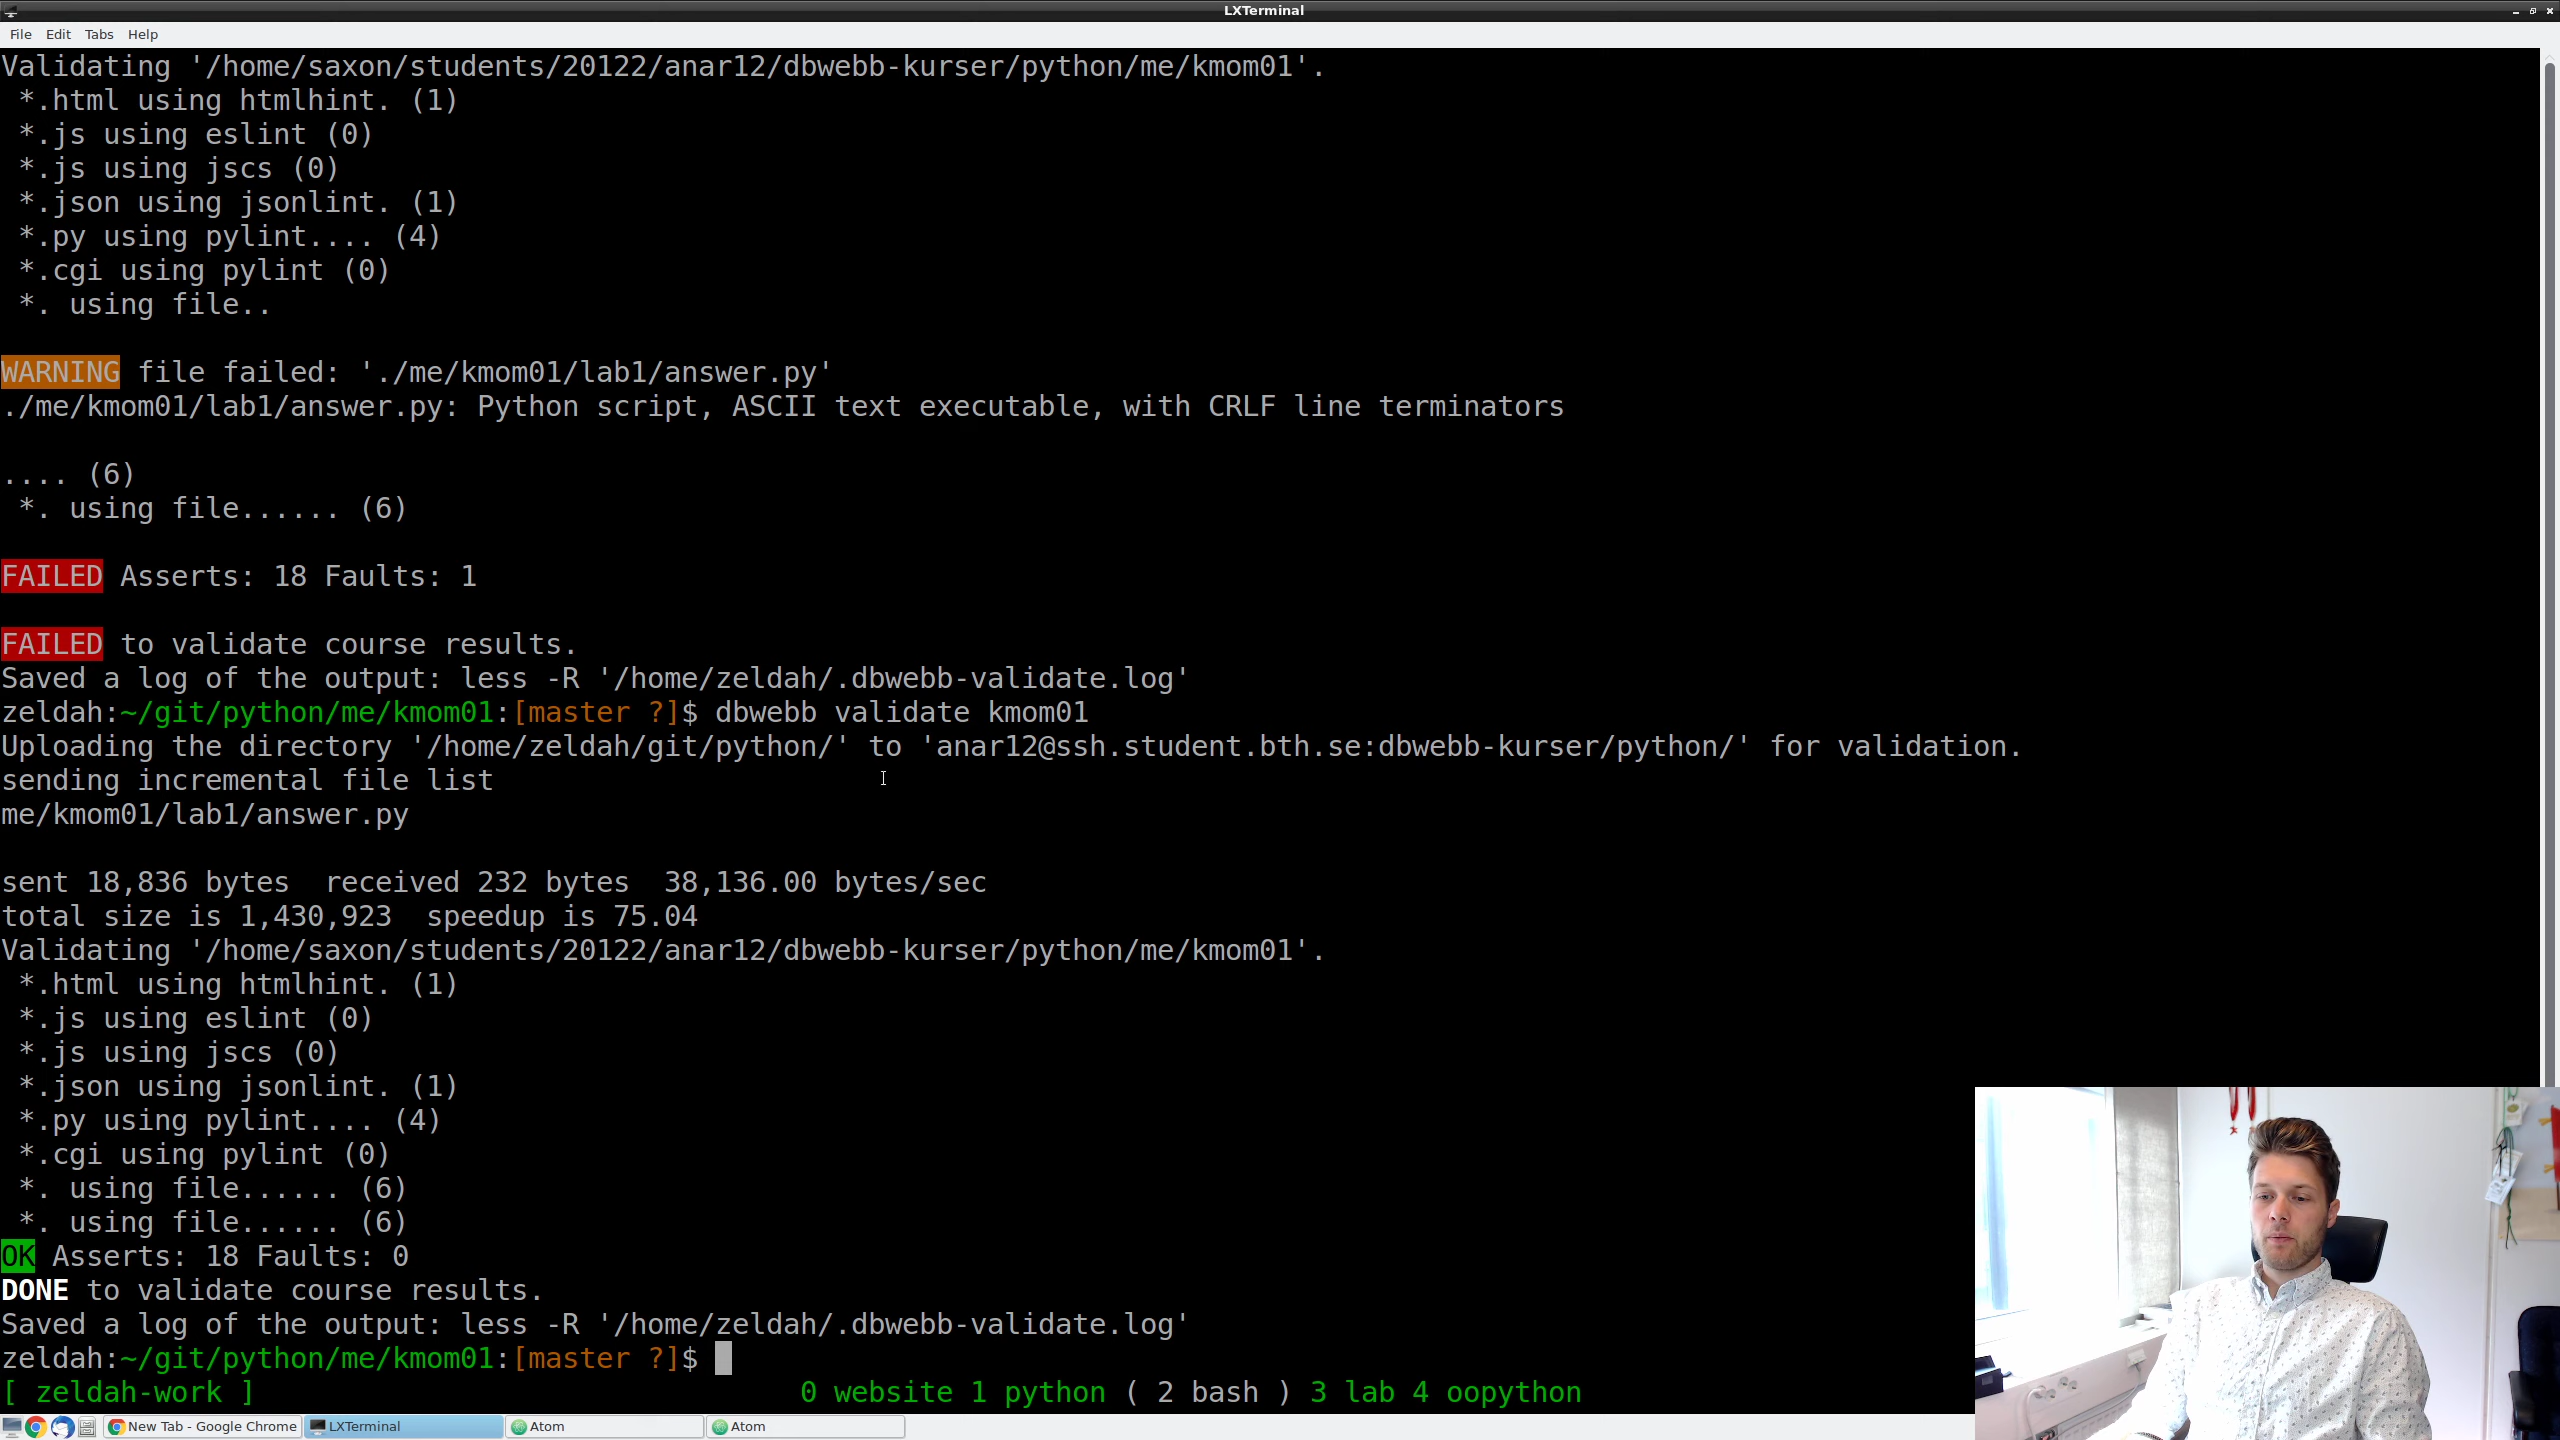 LXTerminal
File Edit Tabs Help
Validating '/home/saxon/students/20122/anar12/dbwebb-kurser/python/me/kmom01'.
*.html using htmlhint. (1)
*.js using eslint (0)
*.js using jscs (0)
*.json using jsonlint. (1)
*.py using pylint.... (4)
*.cgi using pylint (0)
*. using file..
WARNING file failed: './me/kmom01/lab1/answer.py'
./me/kmom01/lab1/answer.py: Python script, ASCII text executable, with CRLF line terminators
.... (6)
*. using file...... (6)
FAILED Asserts: 18 Faults: 1
FAILED to validate course results.
Saved a log of the output: less -R '/home/zeldah/.dbwebb-validate.log'
zeldah:~/git/python/me/kmom01:[master ?]$ dbwebb validate kmom01
Uploading the directory '/home/zeldah/git/python/' to 'anar12@ssh.student.bth.se:dbwebb-kurser/python/' for validation.
sending incremental file list
me/kmom01/lab1/answer.py
sent 18,836 bytes  received 232 bytes  38,136.00 bytes/sec
total size is 1,430,923  speedup is 75.04
Validating '/home/saxon/students/20122/anar12/dbwebb-kurser/python/me/kmom01'.
*.html using htmlhint. (1)
*.js using eslint (0)
*.js using jscs (0)
*.json using jsonlint. (1)
*.py using pylint.... (4)
*.cgi using pylint (0)
*. using file...... (6)
*. using file...... (6)
OK Asserts: 18 Faults: 0
DONE to validate course results.
Saved a log of the output: less -R '/home/zeldah/.dbwebb-validate.log'
zeldah:~/git/python/me/kmom01:[master ?]$
[ zeldah-work ] 0 website 1 python ( 2 bash ) 3 lab 4 oopython
New Tab - Google Chrome LXTerminal Atom Atom